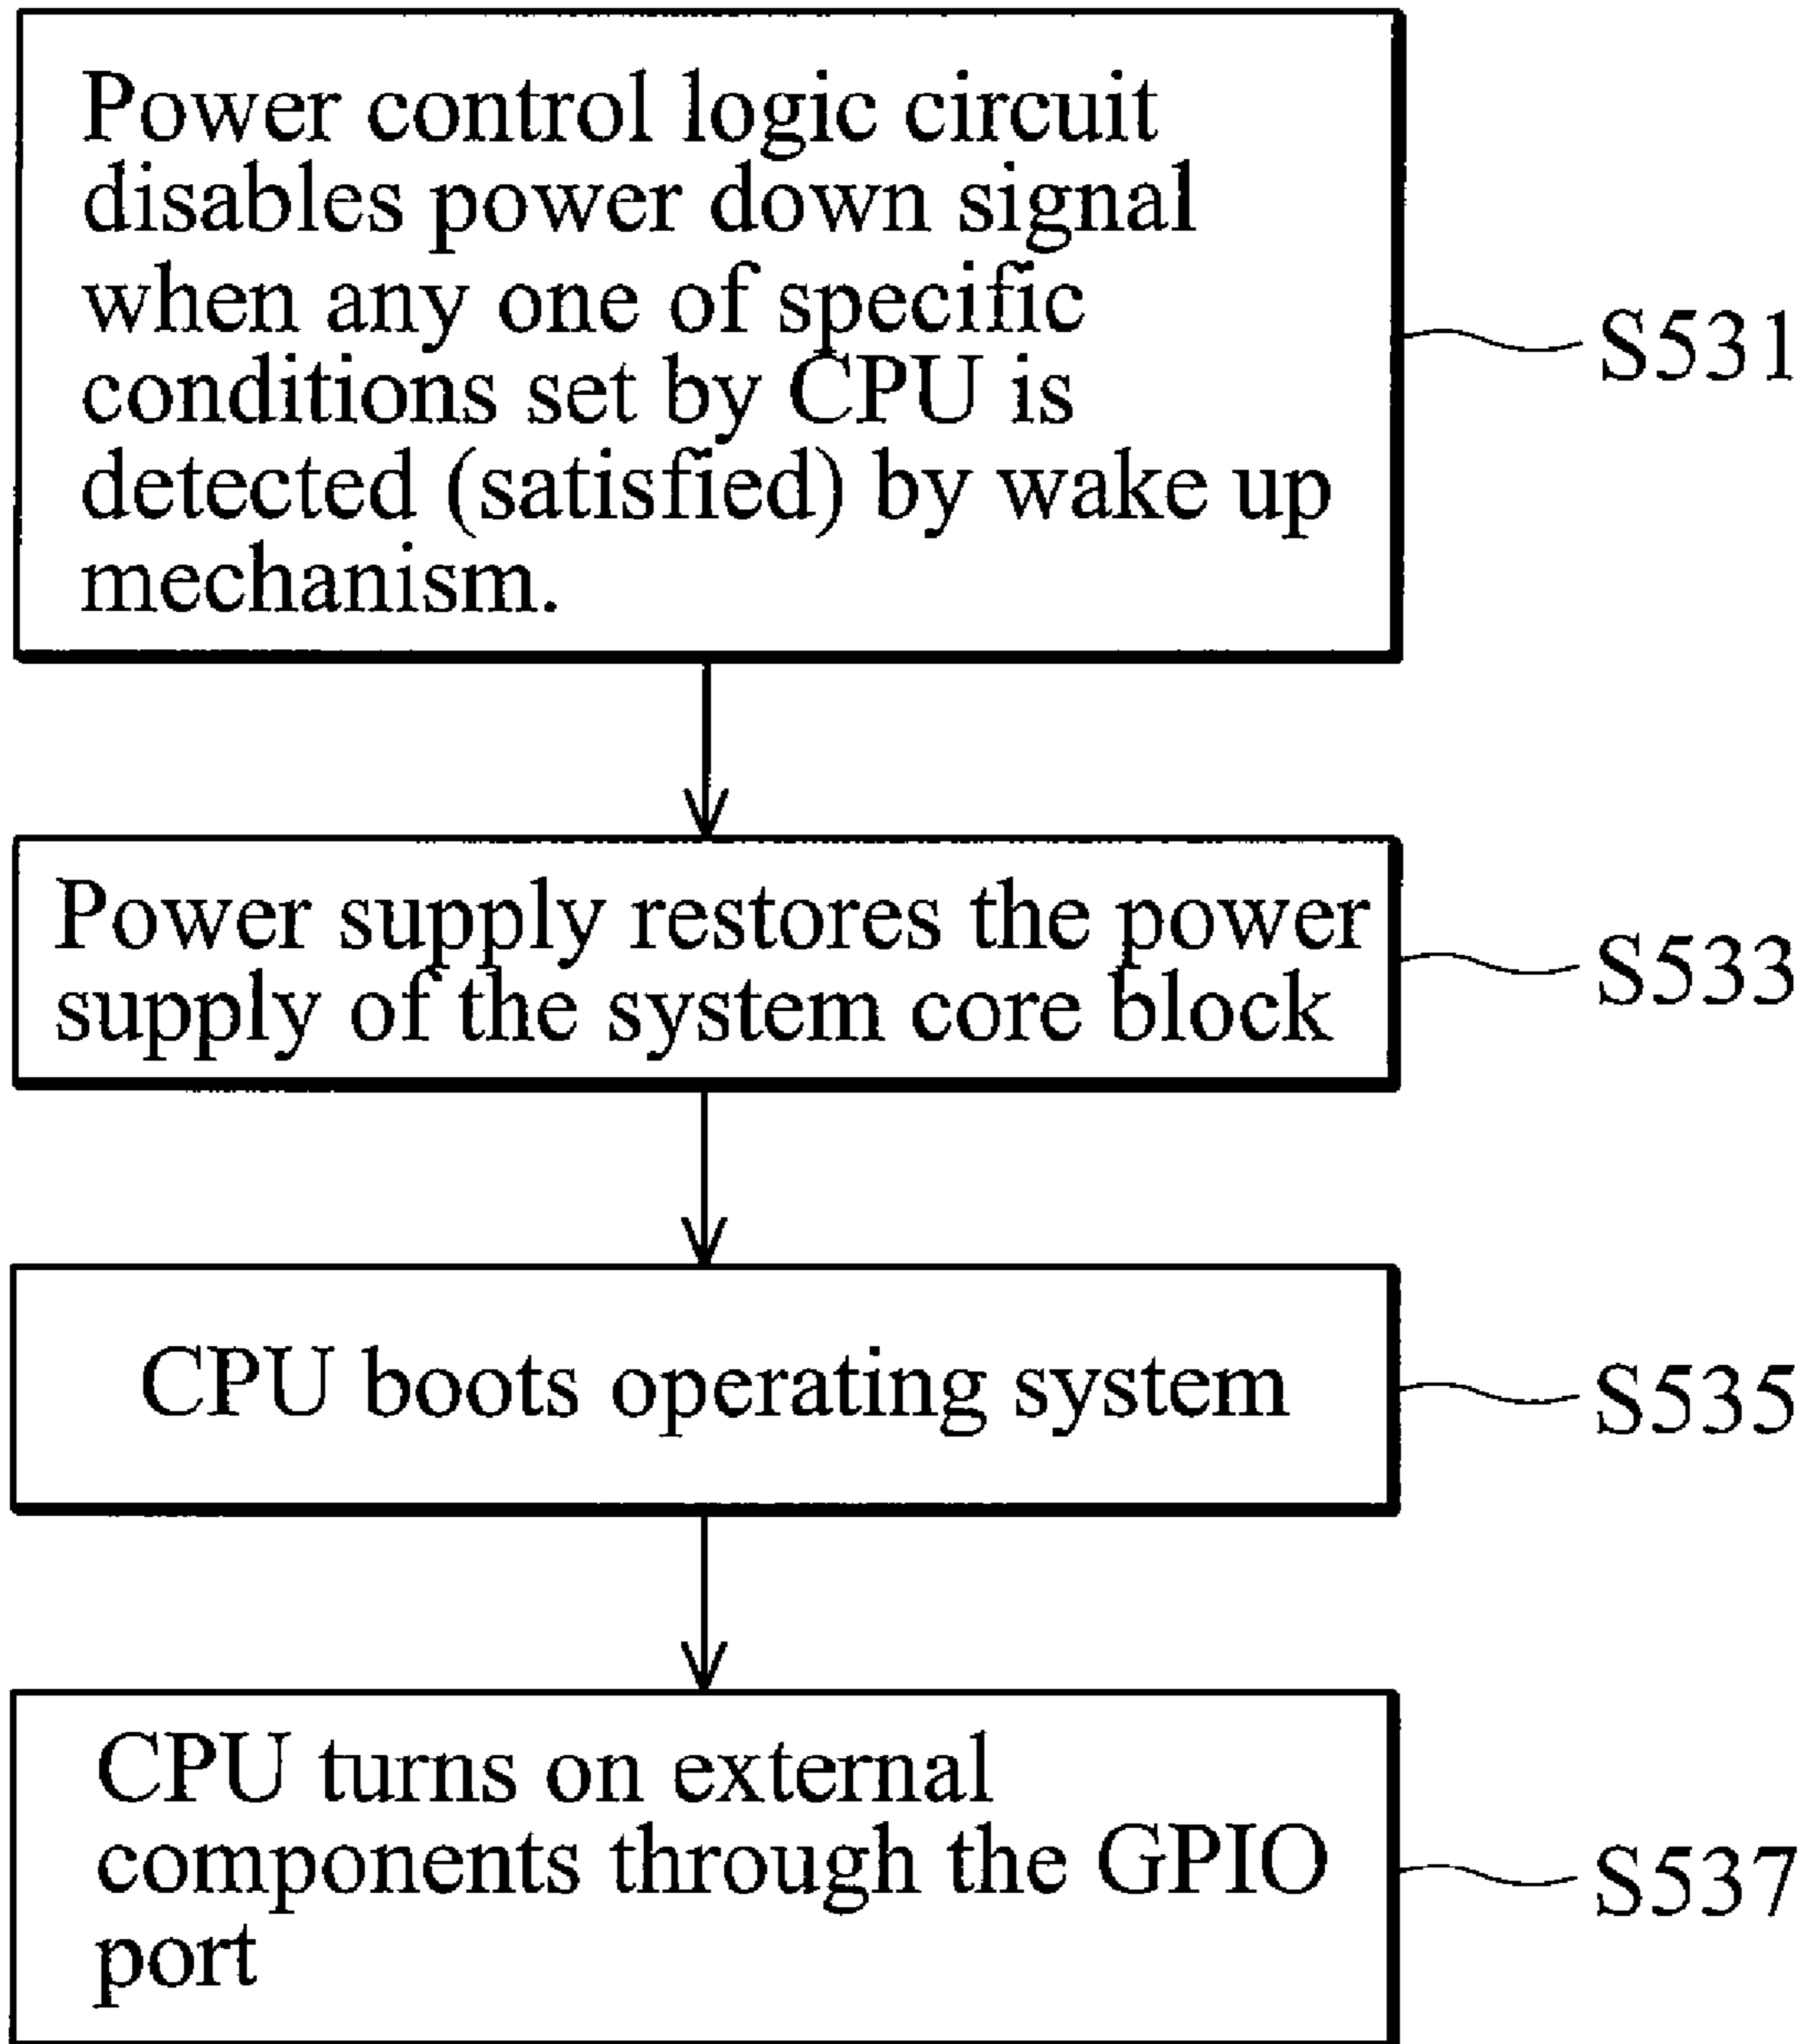 Power control logic circuit
disables power down signal
when any one of specific
conditions set by CPU is
detected (satisfied) by wake up
mechanism.
S531
Power supply restores the power
supply of the system core block
S533
CPU boots operating system
S535
CPU turns on external
components through the GPIO
port
S537